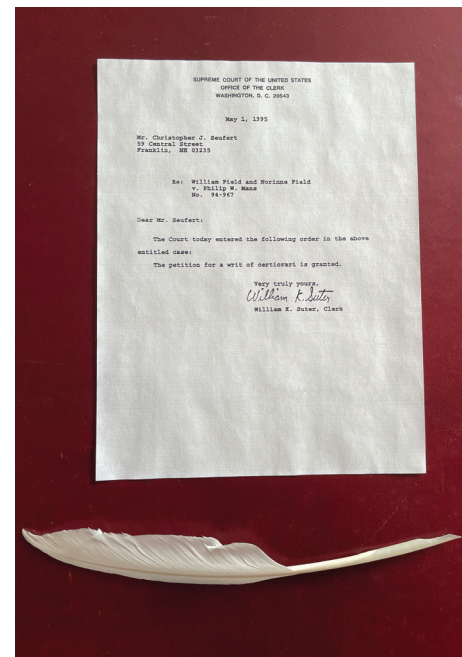 SUPREME COURT OF THE UNITED STATES
OFFICE OF THE CLERK
WASHINGTON, D. C. 20543
May 1, 1995
Mr. Christopher J. Seufert
59 Central Street
Franklin, NH 03235
Re: William Field and Norinne Field
v. Philip W. Mans
No. 94-967
Dear Mr. Seufert:
The Court today entered the following order in the above
entitled case:
The petition for a writ of certiorari is granted.
Very truly yours,
William K. Suter
William K. Suter, Clerk